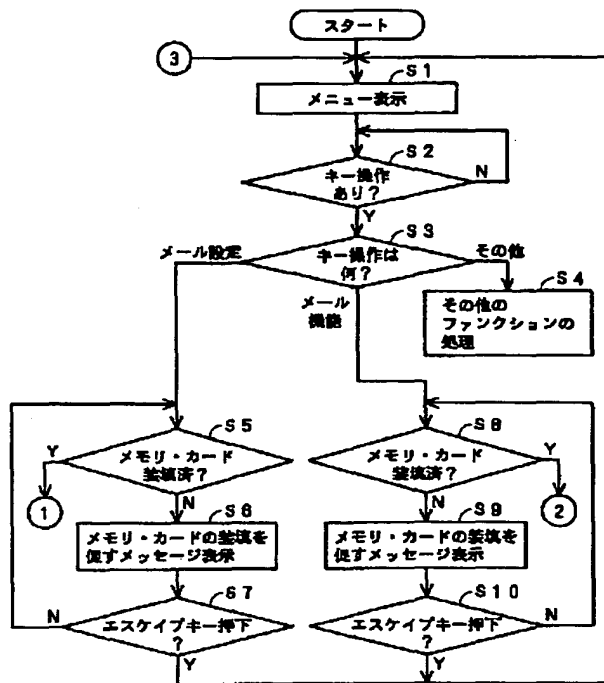 スタート
3
S1
メニュー表示
S2
キー操作
あり?
N
Y
S3
メール設定
キー操作は
何?
その他
メール
機能
S4
その他の
ファンクションの
処理
S5
Y
メモリ・カード
装填済?
N
1
S6
メモリ・カードの装填を
促すメッセージ表示
S7
N
エスケイプキー押下
?
Y
S8
メモリ・カード
装填済?
Y
N
2
S9
メモリ・カードの装填を
促すメッセージ表示
S10
エスケイプキー押下
?
N
Y